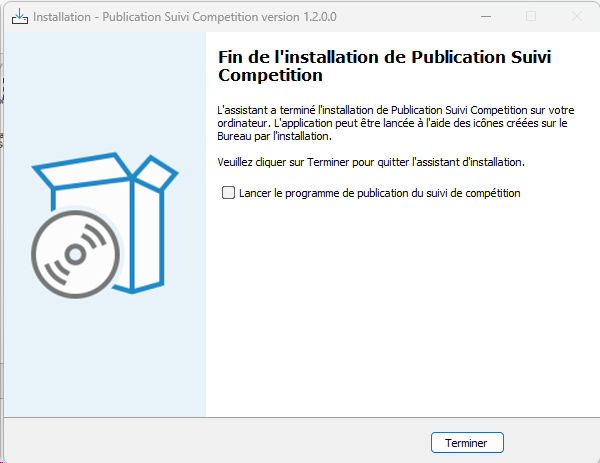 Installation - Publication Suivi Competition version 1.2.0.0
Fin de l'installation de Publication Suivi
Competition
L'assistant a terminé l'installation de Publication Suivi Competition sur votre
ordinateur. L'application peut être lancée à l'aide des icônes créées sur le
Bureau par l'installation.
Veuillez cliquer sur Terminer pour quitter l'assistant d'installation.
Lancer le programme de publication du suivi de compétition
Terminer